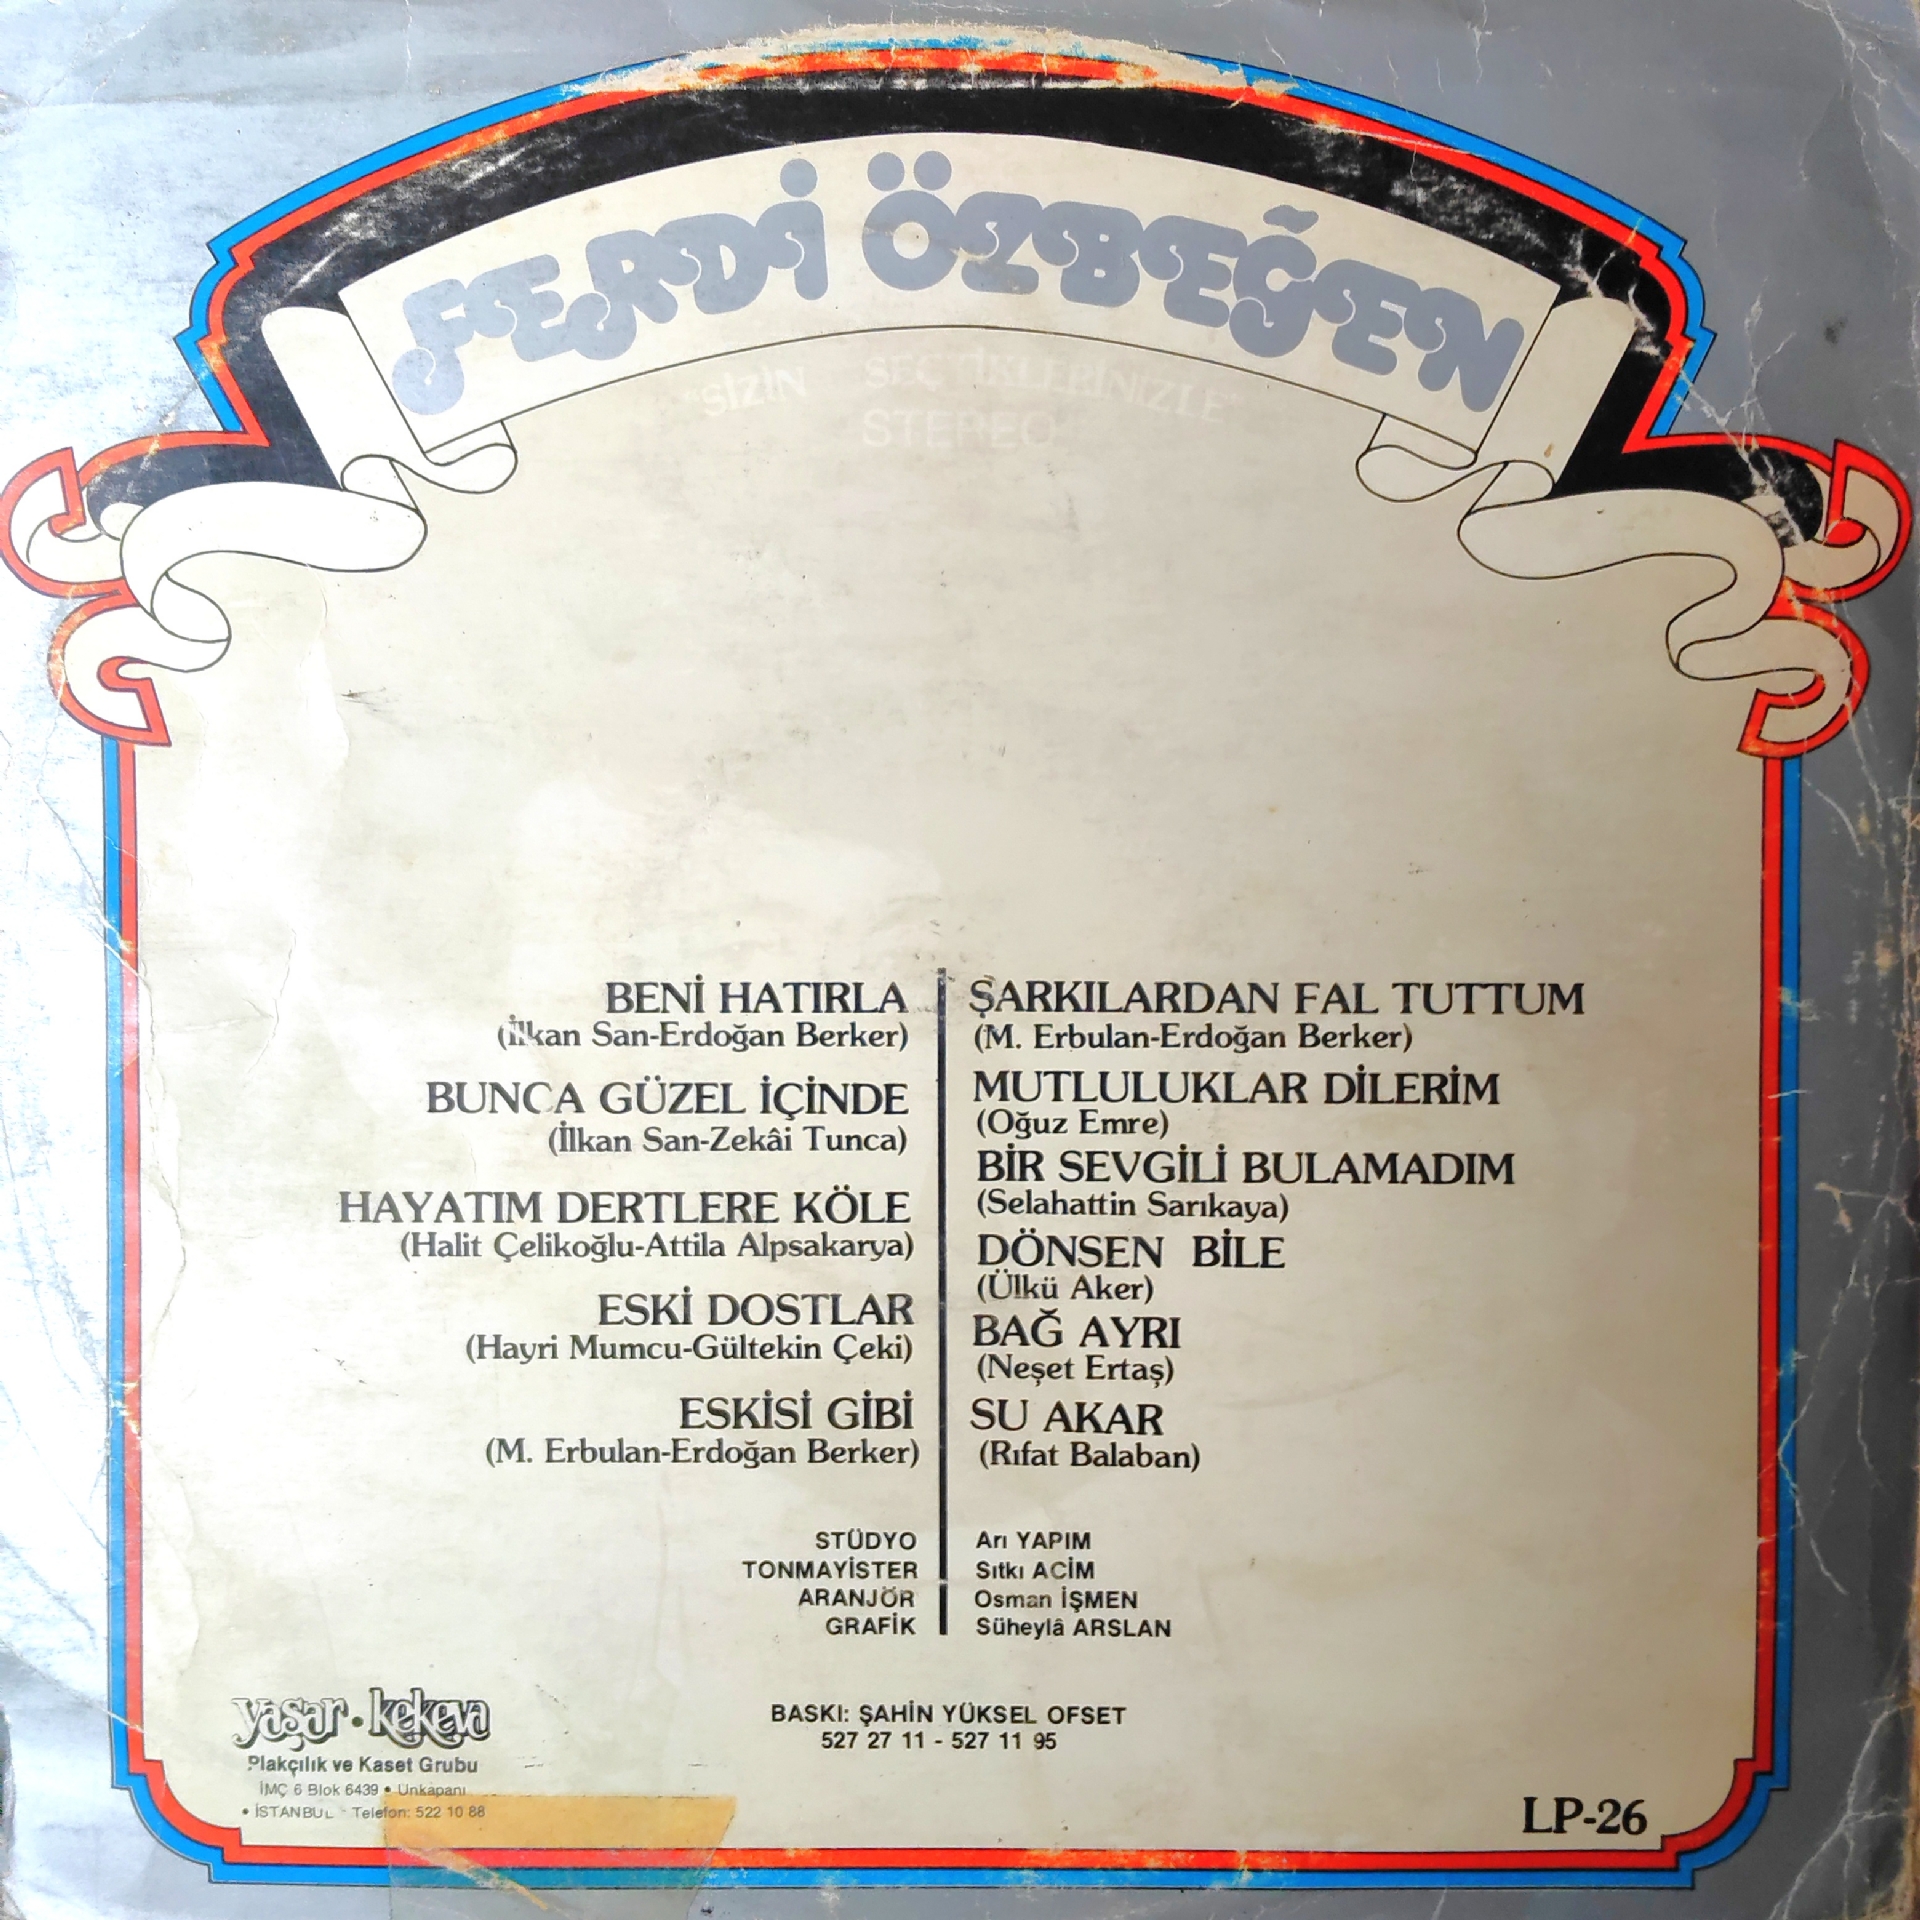 FERDİ ÖZBEĞEN
"SİZİN SEÇTİKLERİNİZLE"
STEREO
BENİ HATIRLA
(İlkan San-Erdoğan Berker)
BUNCA GÜZEL İÇİNDE
(İlkan San-Zekâi Tunca)
HAYATIM DERTLERE KÖLE
(Halit Çelikoğlu-Attila Alpsakarya)
ESKİ DOSTLAR
(Hayri Mumcu-Gültekin Çeki)
ESKİSİ GİBİ
(M. Erbulan-Erdoğan Berker)
ŞARKILARDAN FAL TUTTUM
(M. Erbulan-Erdoğan Berker)
MUTLULUKLAR DİLERİM
(Oğuz Emre)
BİR SEVGİLİ BULAMADIM
(Selahattin Sarıkaya)
DÖNSEN BİLE
(Ülkü Aker)
BAĞ AYRI
(Neşet Ertaş)
SU AKAR
(Rıfat Balaban)
STÜDYO Arı YAPIM
TONMAYİSTER Sıtkı ACİM
ARANJÖR Osman İŞMEN
GRAFİK Süheylâ ARSLAN
yaşar • kekeva
Plakçılık ve Kaset Grubu
İMÇ 6 Blok 6439 • Unkapanı
• İSTANBUL - Telefon: 522 10 88
BASKI: ŞAHİN YÜKSEL OFSET
527 27 11 - 527 11 95
LP-26